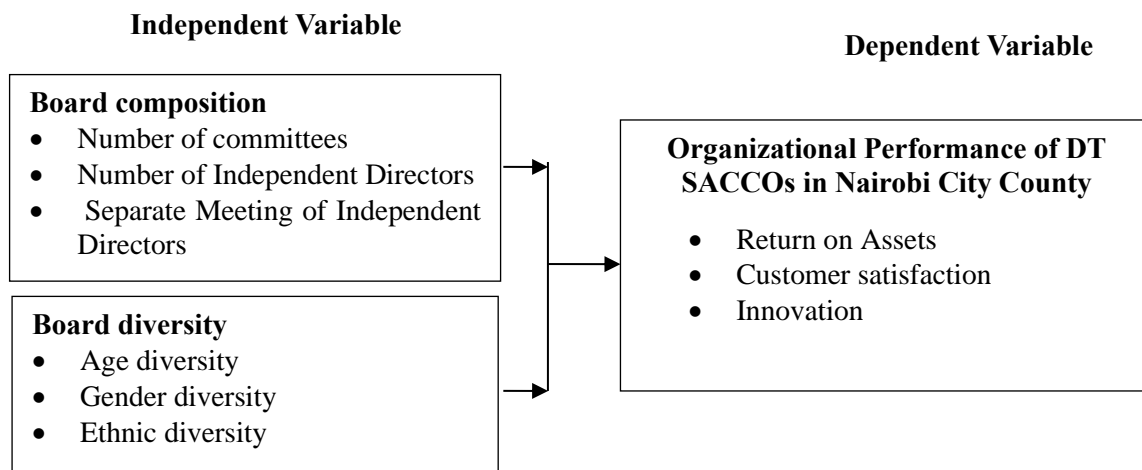 Independent Variable
Dependent Variable
Board composition
• Number of committees
• Number of Independent Directors
• Separate Meeting of Independent
Directors
Board diversity
• Age diversity
• Gender diversity
• Ethnic diversity
Organizational Performance of DT
SACCOs in Nairobi City County
• Return on Assets
• Customer satisfaction
• Innovation